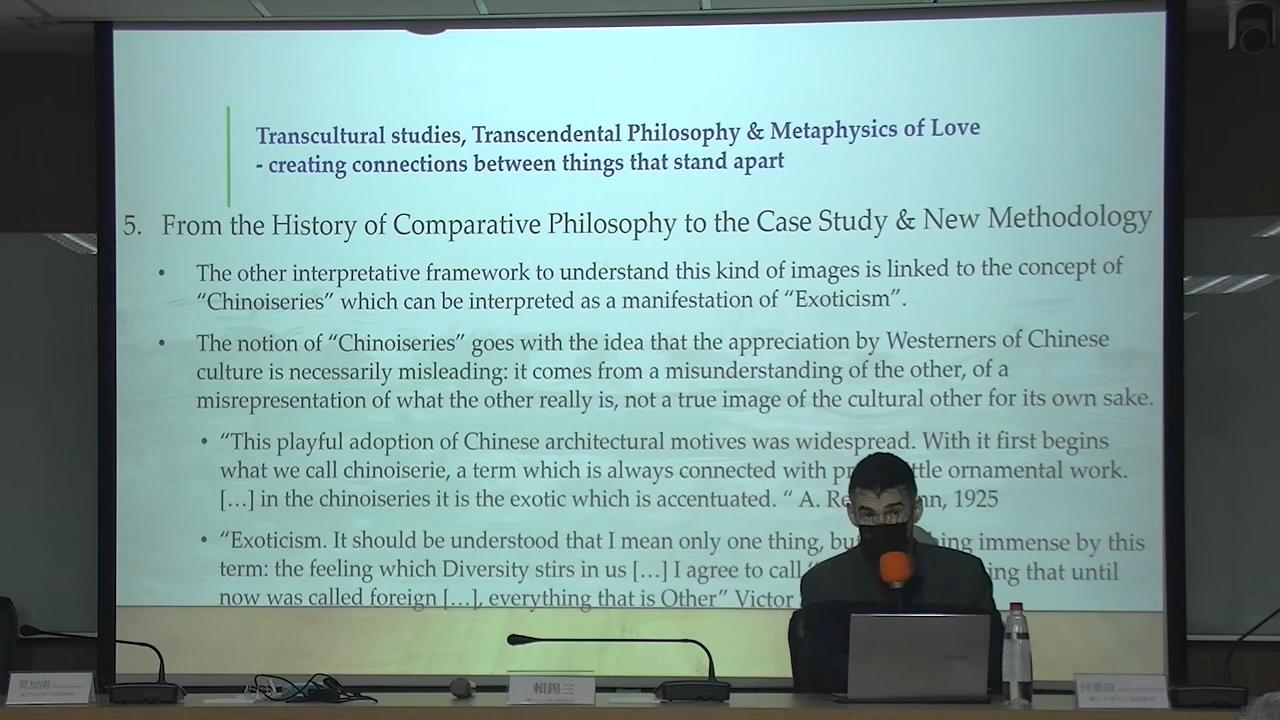 Transcultural studies, Transcendental Philosophy & Metaphysics of Love
- creating connections between things that stand apart
5. From the History of Comparative Philosophy to the Case Study & New Methodology
• The other interpretative framework to understand this kind of images is linked to the concept of
“Chinoiseries” which can be interpreted as a manifestation of “Exoticism”.
• The notion of “Chinoiseries” goes with the idea that the appreciation by Westerners of Chinese
culture is necessarily misleading: it comes from a misunderstanding of the other, of a
misrepresentation of what the other really is, not a true image of the cultural other for its own sake.
• “This playful adoption of Chinese architectural motives was widespread. With it first begins
what we call chinoiserie, a term which is always connected with ornamental work.
[…] in the chinoiseries it is the exotic which is accentuated. “ A. 1925
• “Exoticism. It should be understood that I mean only one thing, immense by this
term: the feeling which Diversity stirs in us […] I agree to call that until
now was called foreign […], everything that is Other” Victor
莫加南
賴錫三